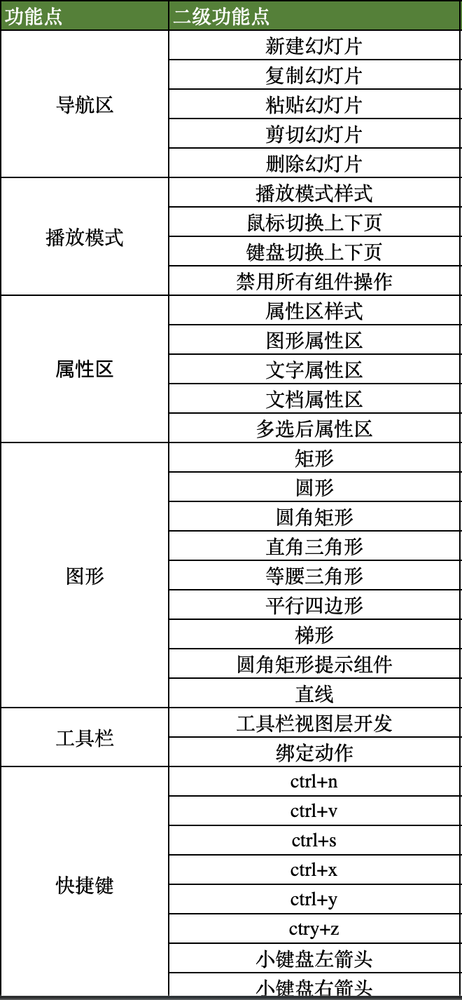 功能点 二级功能点
导航区
新建幻灯片
复制幻灯片
粘贴幻灯片
剪切幻灯片
删除幻灯片
播放模式
播放模式样式
鼠标切换上下页
键盘切换上下页
禁用所有组件操作
属性区
属性区样式
图形属性区
文字属性区
文档属性区
多选后属性区
图形
矩形
圆形
圆角矩形
直角三角形
等腰三角形
平行四边形
梯形
圆角矩形提示组件
直线
工具栏
工具栏视图层开发
绑定动作
快捷键
ctrl+n
ctrl+v
ctrl+s
ctrl+x
ctrl+y
ctry+z
小键盘左箭头
小键盘右箭头